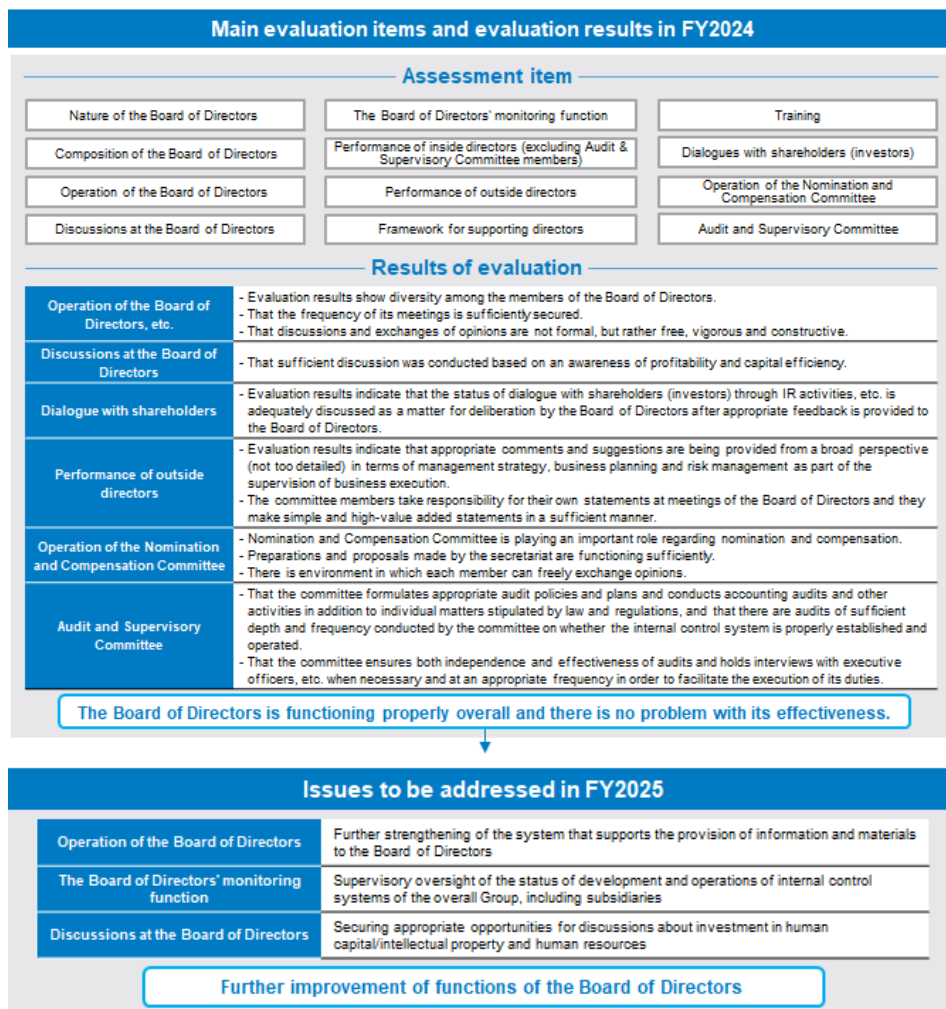 Main evaluation items and evaluation results in FY2024
Assessment item
Nature of the Board of Directors
The Board of Directors' monitoring function
Training
Composition of the Board of Directors
Performance of inside directors (excluding Audit &
Supervisory Committee members)
Dialogues with shareholders (investors)
Operation of the Board of Directors
Performance of outside directors
Operation of the Nomination and
Compensation Committee
Discussions at the Board of Directors
Framework for supporting directors
Audit and Supervisory Committee
Results of evaluation
Operation of the Board of
Directors, etc.
- Evaluation results show diversity among the members of the Board of Directors.
- That the frequency of its meetings is sufficiently secured.
- That discussions and exchanges of opinions are not formal, but rather free, vigorous and constructive.
Discussions at the Board of
Directors
- That sufficient discussion was conducted based on an awareness of profitability and capital efficiency.
Dialogue with shareholders
- Evaluation results indicate that the status of dialogue with shareholders (investors) through IR activities, etc. is
adequately discussed as a matter for deliberation by the Board of Directors after appropriate feedback is provided to
the Board of Directors.
Performance of outside
directors
- Evaluation results indicate that appropriate comments and suggestions are being provided from a broad perspective
(not too detailed) in terms of management strategy, business planning and risk management as part of the
supervision of business execution.
- The committee members take responsibility for their own statements at meetings of the Board of Directors and they
make simple and high-value added statements in a sufficient manner.
Operation of the Nomination
and Compensation Committee
- Nomination and Compensation Committee is playing an important role regarding nomination and compensation.
- Preparations and proposals made by the secretariat are functioning sufficiently.
- There is environment in which each member can freely exchange opinions.
Audit and Supervisory
Committee
- That the committee formulates appropriate audit policies and plans and conducts accounting audits and other
activities in addition to individual matters stipulated by law and regulations, and that there are audits of sufficient
depth and frequency conducted by the committee on whether the internal control system is properly established and
operated.
- That the committee ensures both independence and effectiveness of audits and holds interviews with executive
officers, etc. when necessary and at an appropriate frequency in order to facilitate the execution of its duties.
The Board of Directors is functioning properly overall and there is no problem with its effectiveness.
Issues to be addressed in FY2025
Operation of the Board of Directors
Further strengthening of the system that supports the provision of information and materials
to the Board of Directors
The Board of Directors' monitoring
function
Supervisory oversight of the status of development and operations of internal control
systems of the overall Group, including subsidiaries
Discussions at the Board of Directors
Securing appropriate opportunities for discussions about investment in human
capital/intellectual property and human resources
Further improvement of functions of the Board of Directors